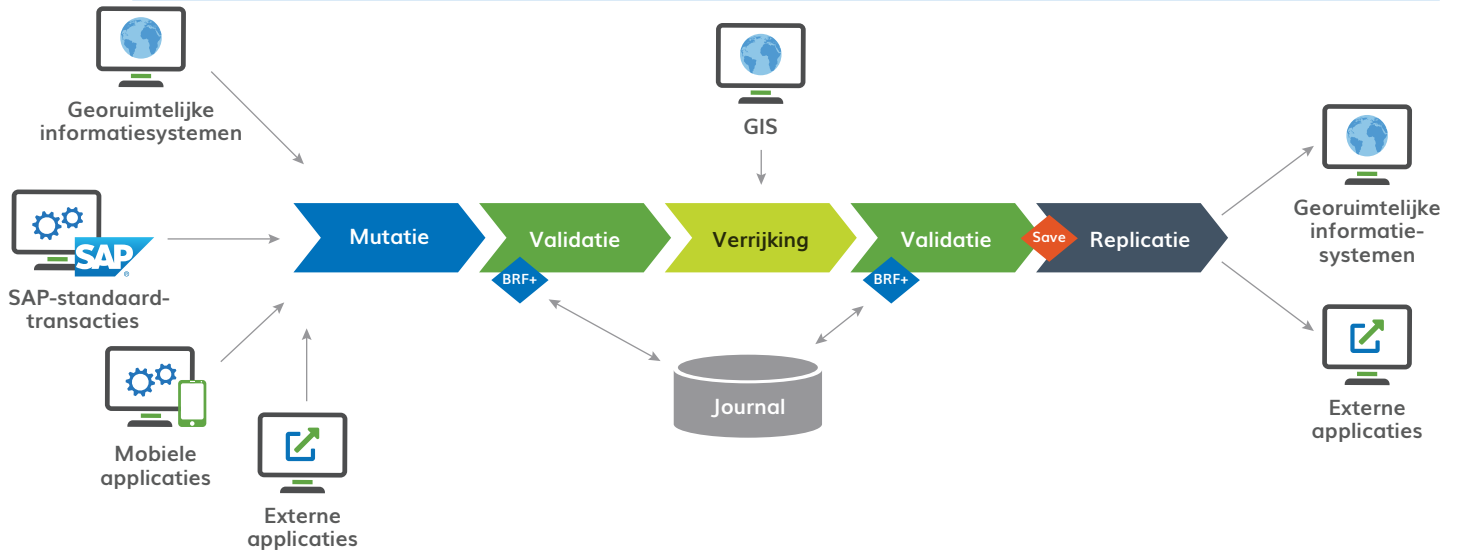 Georuimtelijke
informatiesystemen
SAP
®
SAP-standaard-
transacties
Mobiele
applicaties
Externe
applicaties
Mutatie
Validatie
BRF+
GIS
Verrijking
Validatie
BRF+
Save
Replicatie
Journal
Georuimtelijke
informatie-
systemen
Externe
applicaties